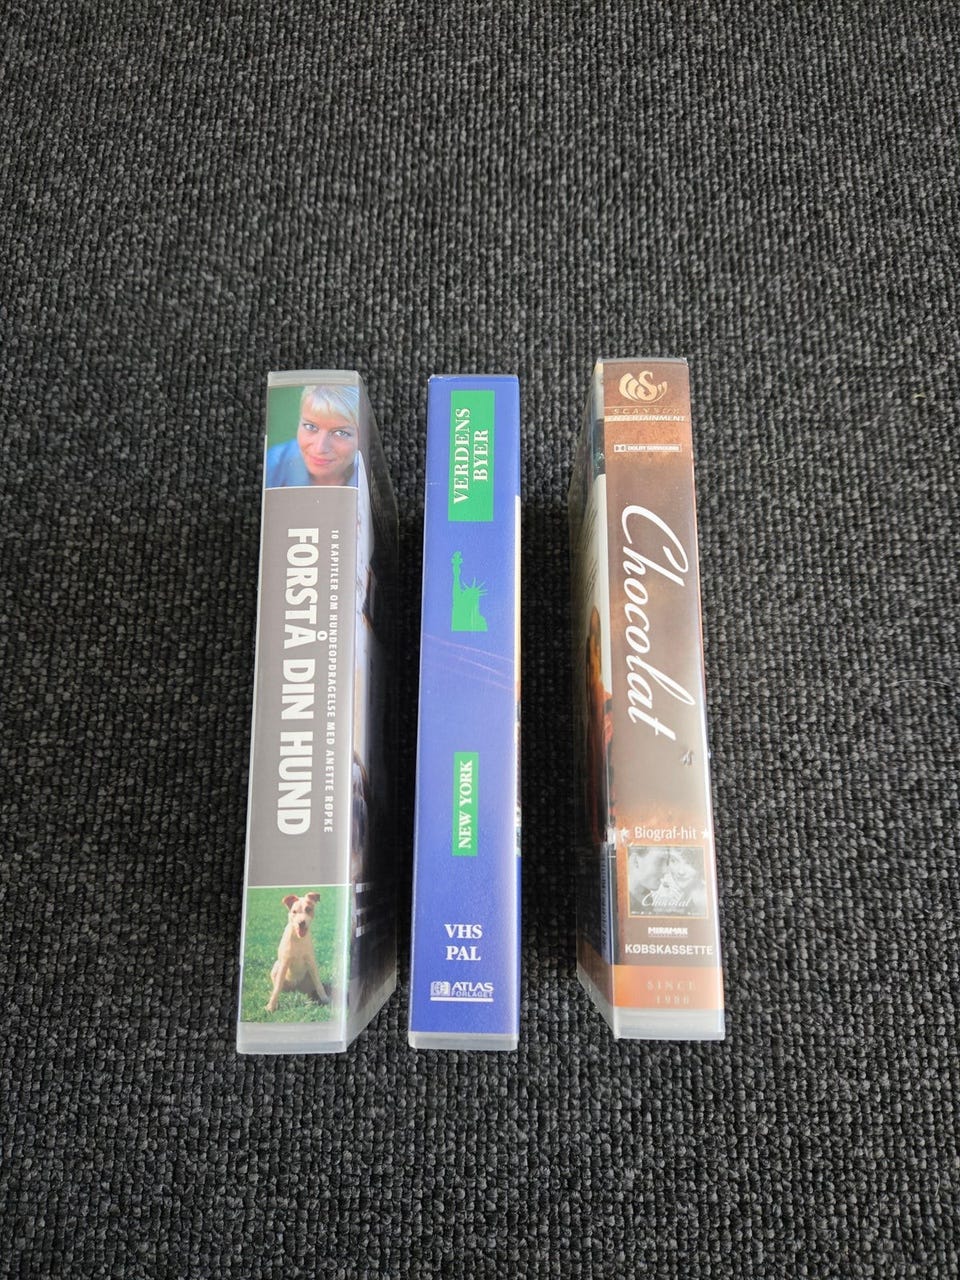 10 KAPITLER OM HUNDEOPDRAGELSE MED ANETTE RØPKE
FORSTÅ DIN HUND
VERDENS
BYER
NEW YORK
VHS
PAL
ATLAS
FORLAGET
S
SCANBOX
ENTERTAINMENT
DOLBY SURROUND
Chocolat
★ Biograf-hit ★
Chocolat
MIRAMAX
KØBSKASSETTE
SINCE
1980